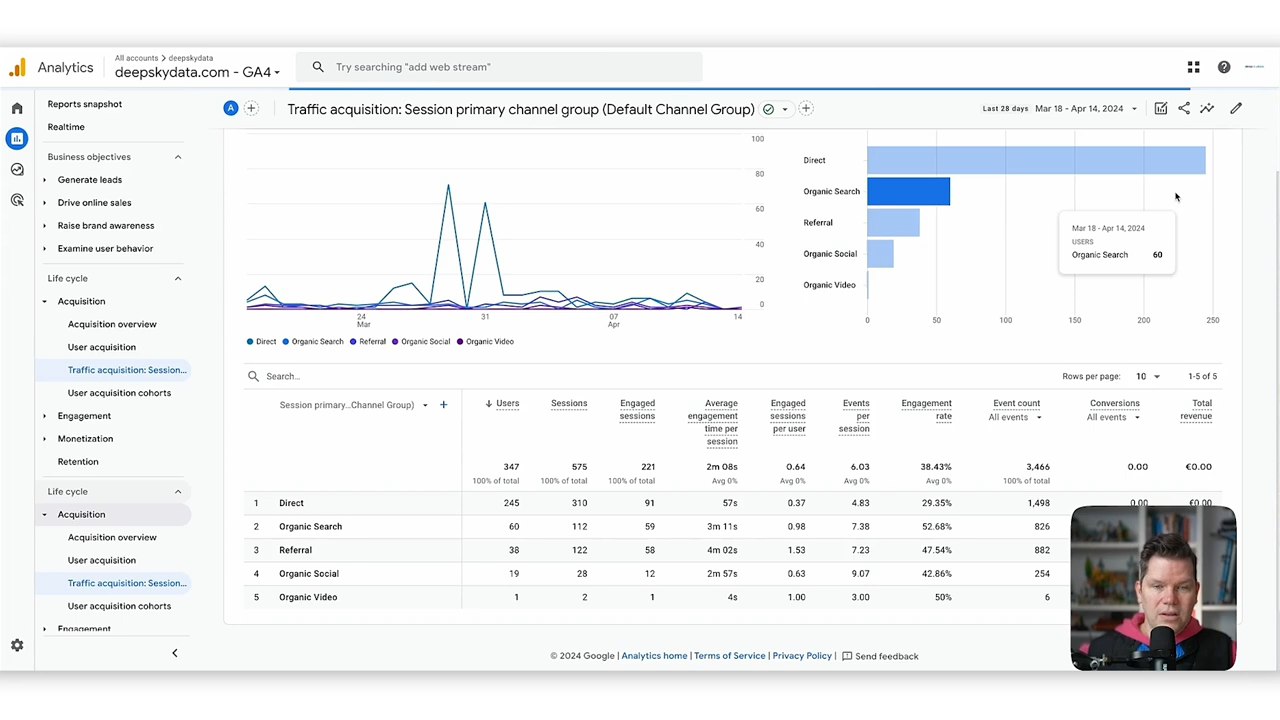 All accounts > deepskydata
Analytics
deepskydata.com - GA4
Try searching "add web stream"
Reports snapshot
Realtime
Business objectives
Generate leads
Drive online sales
Raise brand awareness
Examine user behavior
Life cycle
Acquisition
Acquisition overview
User acquisition
Traffic acquisition: Session...
User acquisition cohorts
Engagement
Monetization
Retention
Life cycle
Acquisition
Acquisition overview
User acquisition
Traffic acquisition: Session...
User acquisition cohorts
Engagement
A
Traffic acquisition: Session primary channel group (Default Channel Group)
Last 28 days Mar 18 - Apr 14, 2024
100
80
60
40
20
0
24 Mar
31
07 Apr
14
Direct Organic Search Referral Organic Social Organic Video
Direct
Organic Search
Referral
Organic Social
Organic Video
0 50 100 150 200 250
Mar 18 - Apr 14, 2024
USERS
Organic Search 60
Search...
Rows per page: 10 1-5 of 5
Session primary...Channel Group) + Users Sessions Engaged sessions Average engagement time per session Engaged sessions per user Events per session Engagement rate Event count All events Conversions All events Total revenue
347 575 221 2m 08s 0.64 6.03 38.43% 3,466 0.00 €0.00
100% of total 100% of total 100% of total Avg 0% Avg 0% Avg 0% Avg 0% 100% of total
1 Direct 245 310 91 57s 0.37 4.83 29.35% 1,498 0.00 €0.00
2 Organic Search 60 112 59 3m 11s 0.98 7.38 52.68% 826
3 Referral 38 122 58 4m 02s 1.53 7.23 47.54% 882
4 Organic Social 19 28 12 2m 57s 0.63 9.07 42.86% 254
5 Organic Video 1 2 1 4s 1.00 3.00 50% 6
© 2024 Google | Analytics home | Terms of Service | Privacy Policy | Send feedback